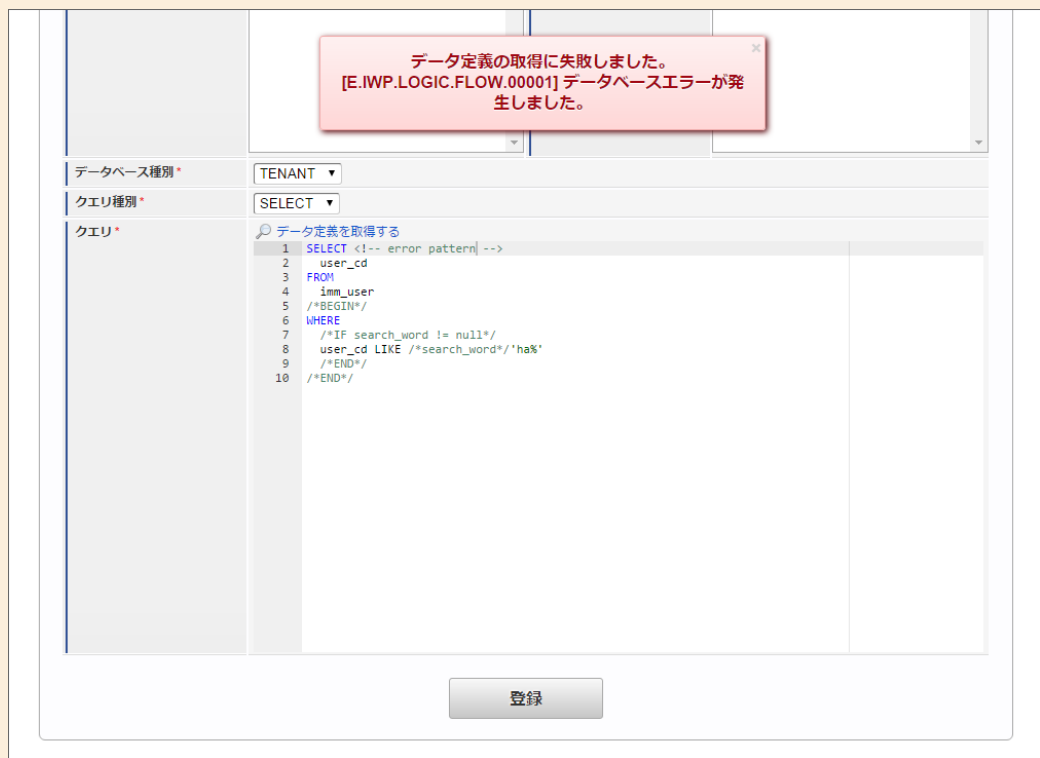 データ定義の取得に失敗しました。
[E.IWP.LOGIC.FLOW.00001] データベースエラーが発
生しました。
×
データベース種別*
TENANT ▼
クエリ種別*
SELECT ▼
クエリ*
データ定義を取得する
1 SELECT <!-- error pattern -->
2 user_cd
3 FROM
4 imm_user
5 /*BEGIN*/
6 WHERE
7 /*IF search_word != null*/
8 user_cd LIKE /*search_word*/'ha%'
9 /*END*/
10 /*END*/
登録